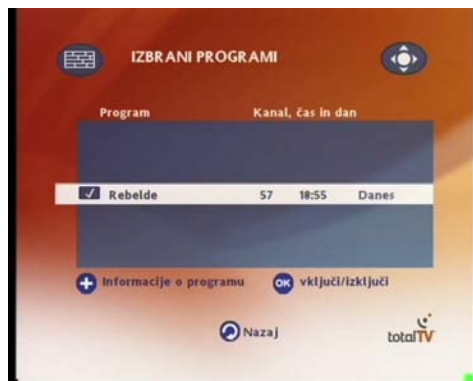 IZBRANI PROGRAMI
Program Kanal, čas in dan
Rebelde 57 18:55 Danes
Informacije o programu OK vključi/izključi
Nazaj
totalTV